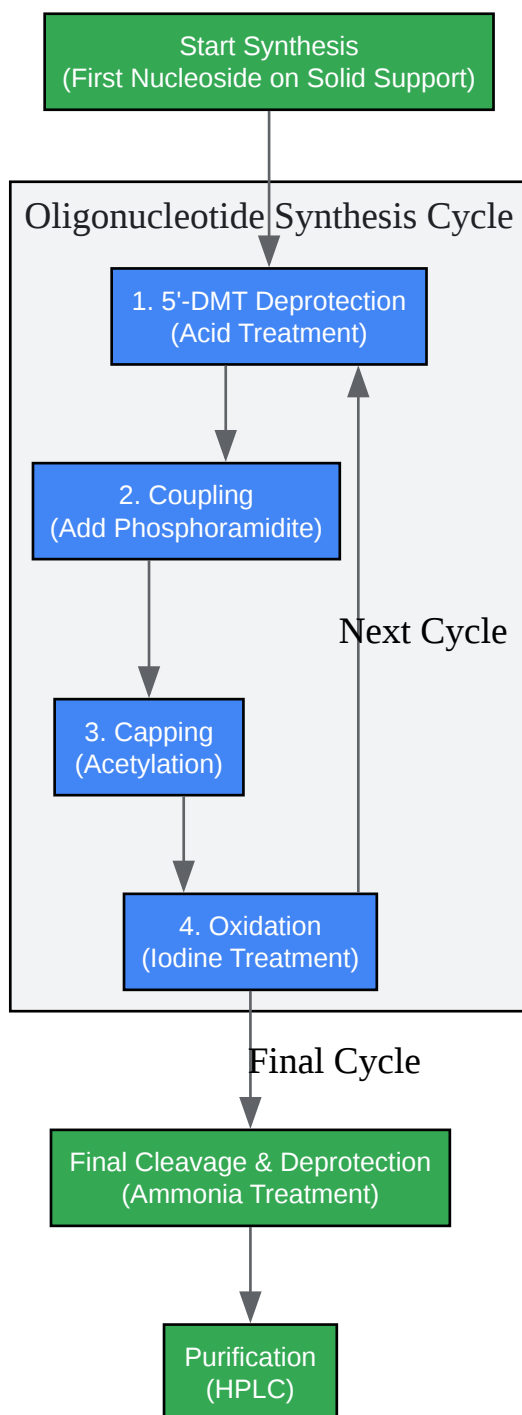 Start Synthesis
(First Nucleoside on Solid Support)
Oligonucleotide Synthesis Cycle
1. 5'-DMT Deprotection
(Acid Treatment)
2. Coupling
(Add Phosphoramidite)
Next Cycle
3. Capping
(Acetylation)
4. Oxidation
(Iodine Treatment)
Final Cycle
Final Cleavage & Deprotection
(Ammonia Treatment)
Purification
(HPLC)